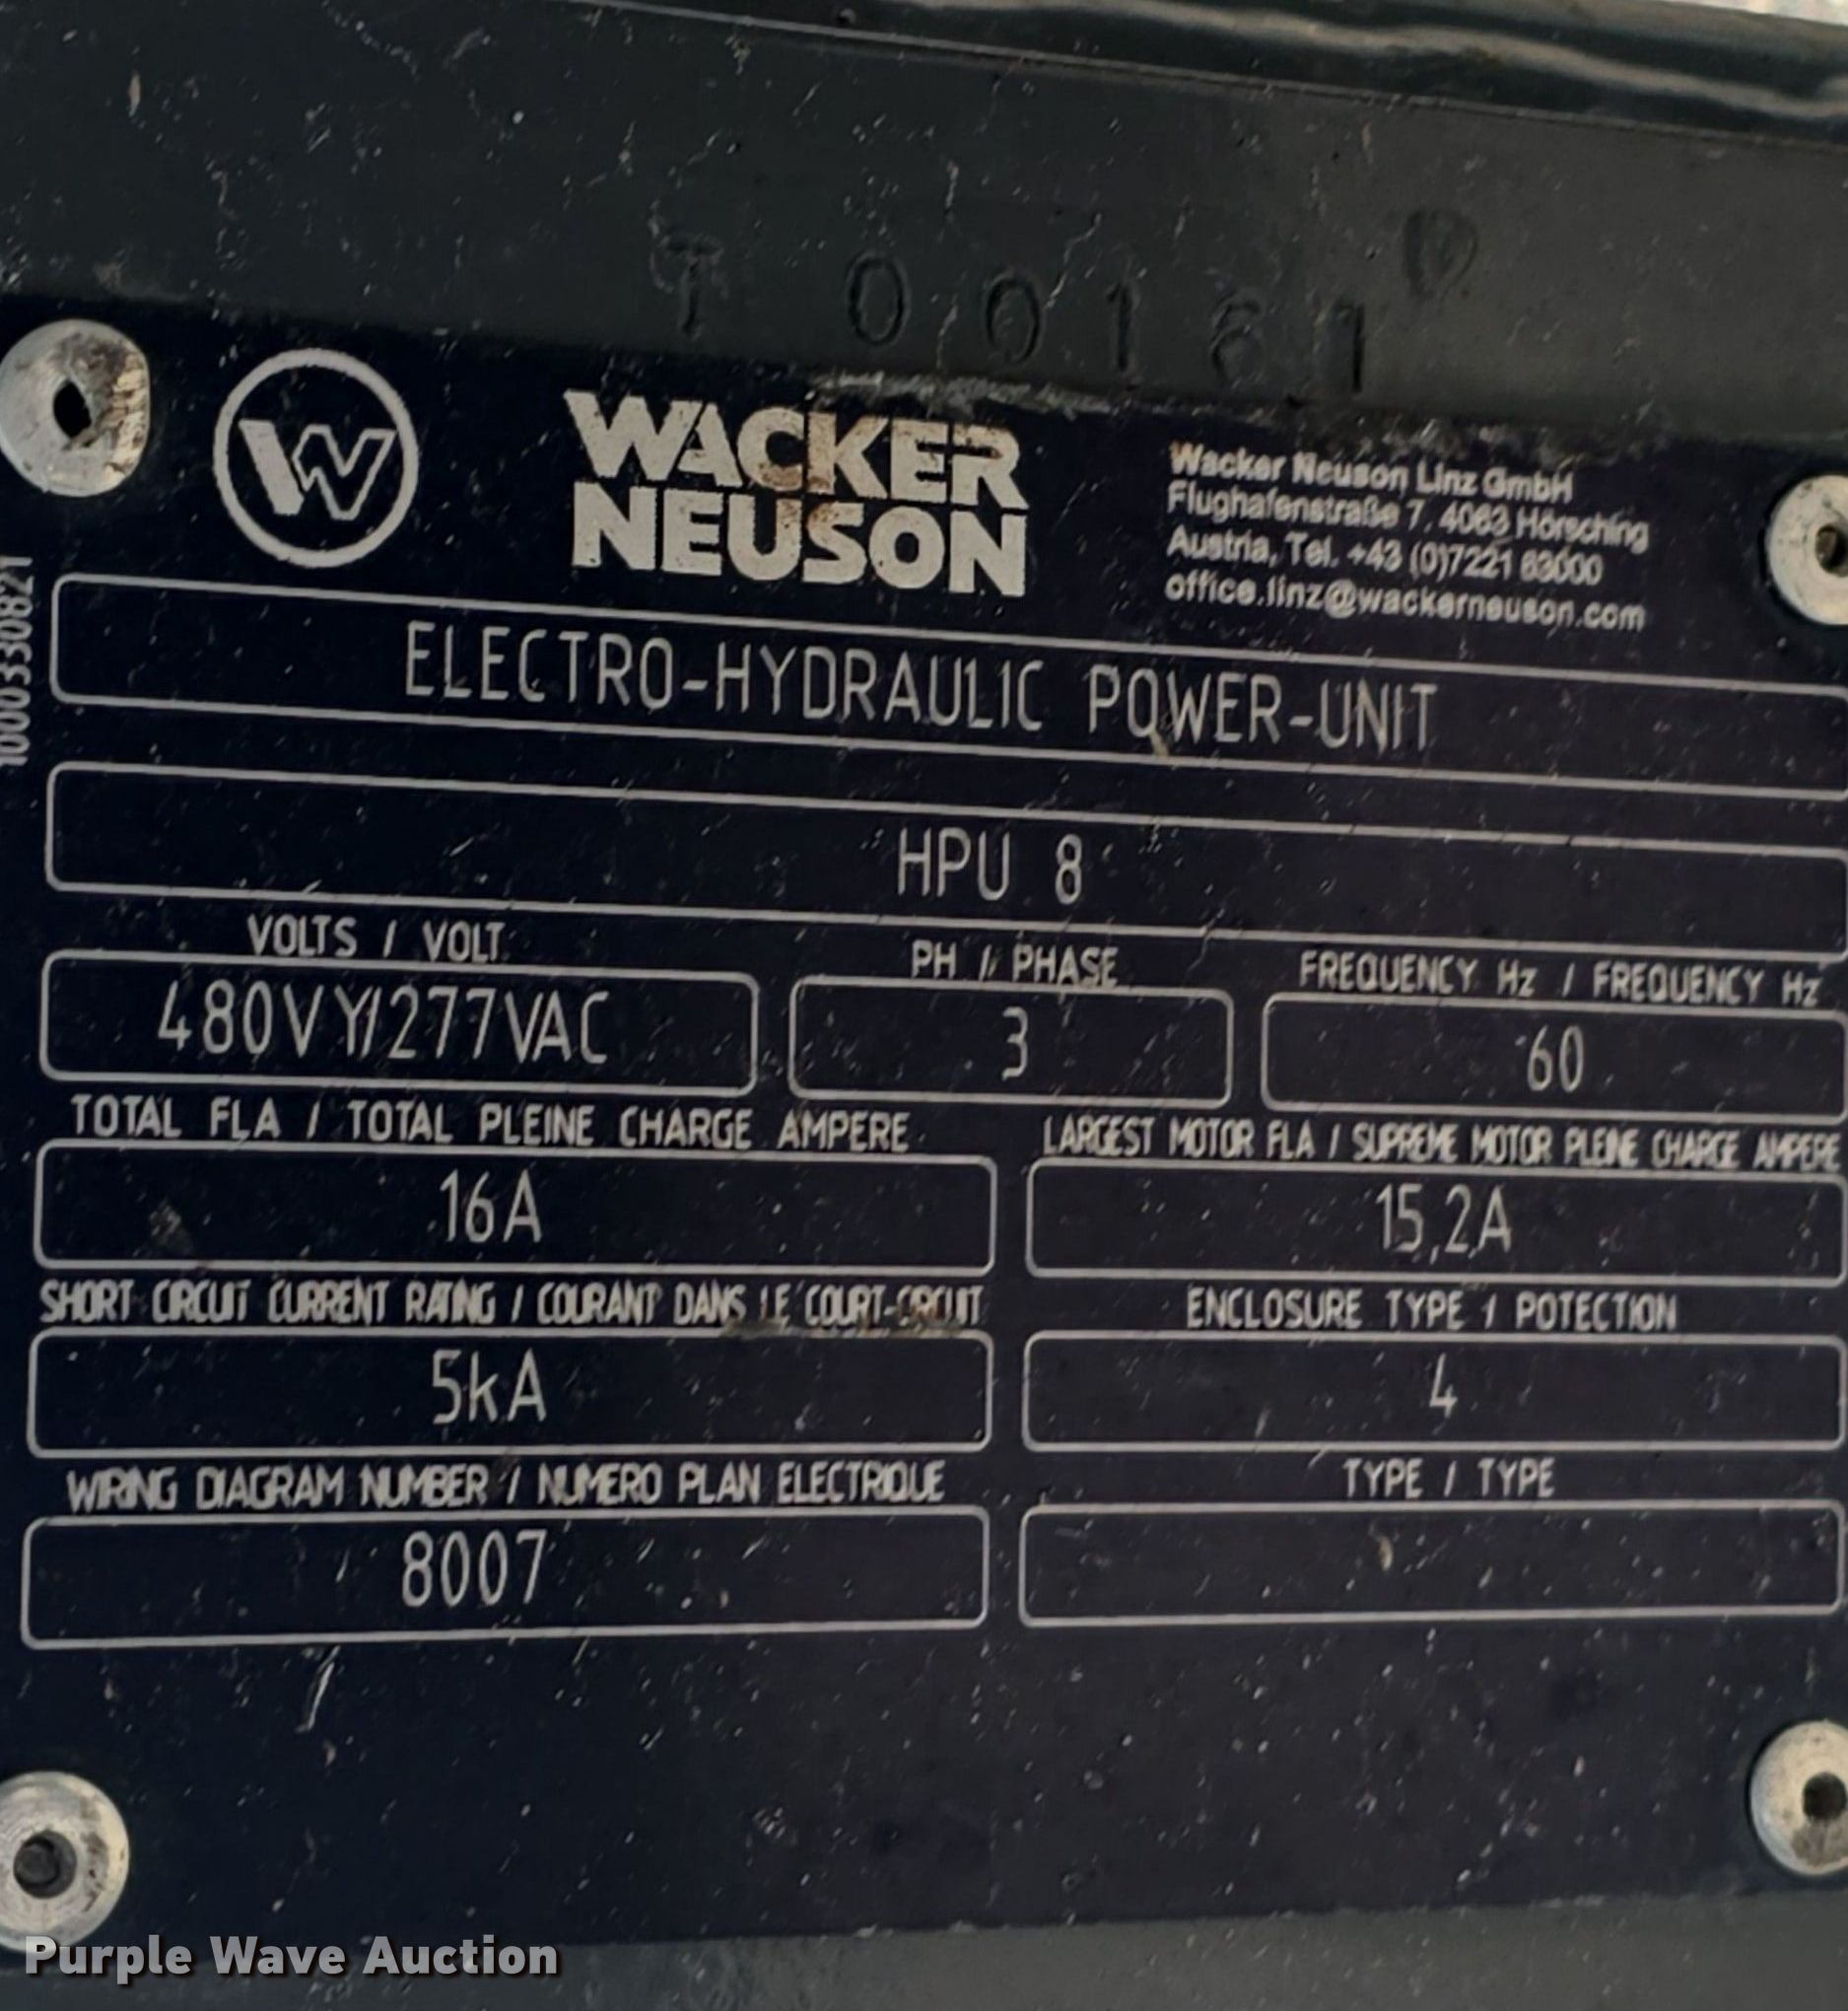 T 00161
W
WACKER
NEUSON
Wacker Neuson Linz GmbH
Flughafenstraße 7, 4063 Hörsching
Austria, Tel. +43 (0)7221 63000
office.linz@wackerneuson.com
1000330821
ELECTRO-HYDRAULIC POWER-UNIT
HPU 8
VOLTS / VOLT
PH / PHASE
FREQUENCY Hz / FREQUENCY Hz
480VY/277VAC
3
60
TOTAL FLA / TOTAL PLEINE CHARGE AMPERE
LARGEST MOTOR FLA / SUPREME MOTOR PLEINE CHARGE AMPERE
16A
15,2A
SHORT CIRCUIT CURRENT RATING / COURANT DANS LE COURT-CIRCUIT
ENCLOSURE TYPE / POTECTION
5kA
4
WIRING DIAGRAM NUMBER / NUMERO PLAN ELECTRIQUE
TYPE / TYPE
8007
Purple Wave Auction